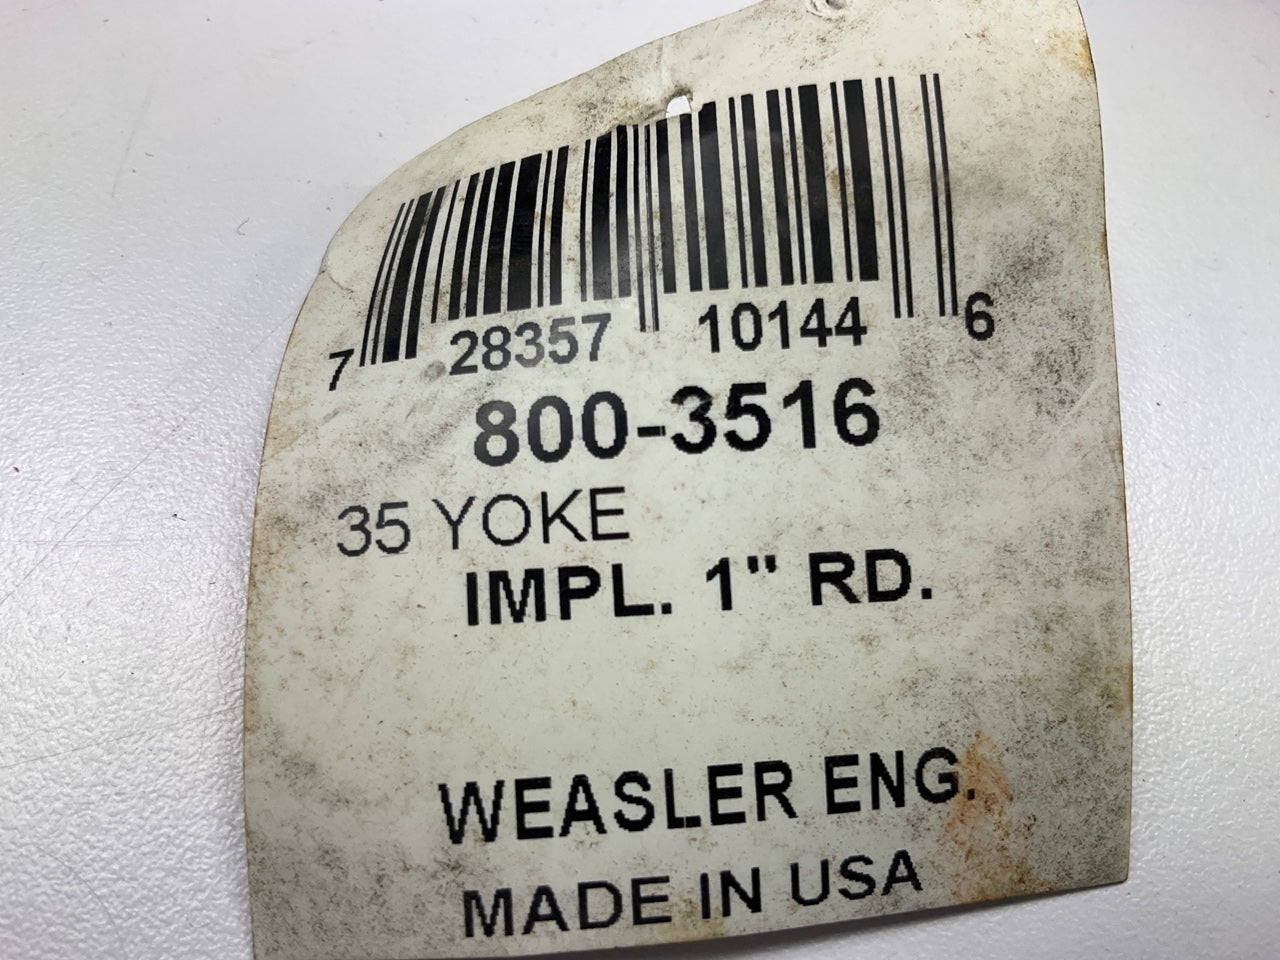 7 28357 10144 6
800-3516
35 YOKE
IMPL. 1" RD.
WEASLER ENG.
MADE IN USA